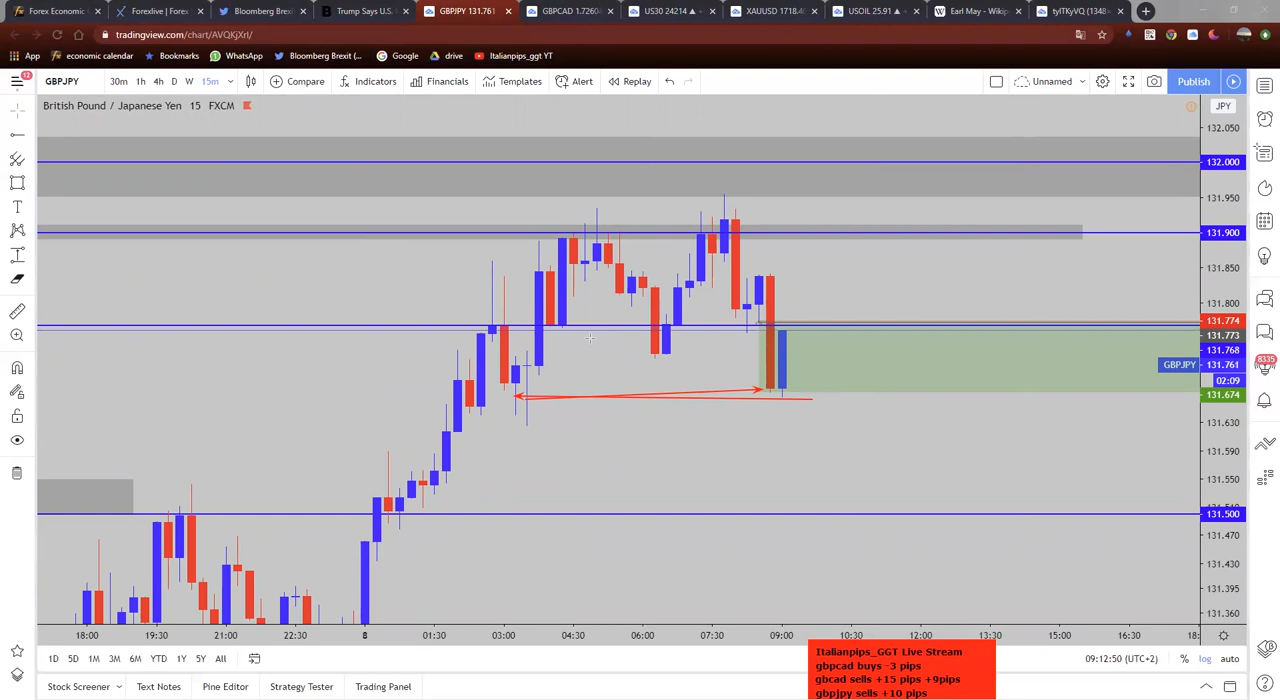 Forex Economic C
Forexlive | Forex
Bloomberg Brexit
Trump Says U.S.
GBPJPY 131.761
GBPCAD 1.7260
US30 24214 ▲
XAUUSD 1718.4
USOIL 25.91 ▲
Earl May - Wikip
tyITKyVQ (1348×
tradingview.com/chart/AVQKjXrI/
App
economic calendar
Bookmarks
WhatsApp
Bloomberg Brexit (...
Google
drive
Italianpips_ggt YT
12
GBPJPY
30m 1h 4h D W 15m
Compare
Indicators
Financials
Templates
Alert
Replay
Unnamed
Publish
British Pound / Japanese Yen 15 FXCM
JPY
132.050
132.000
131.950
131.900
131.850
131.800
131.774
131.773
131.768
GBPJPY 131.761
02:09
131.674
131.630
131.590
131.550
131.500
131.470
131.430
131.395
131.360
8335
18:00 19:30 21:00 22:30 8 01:30 03:00 04:30 06:00 07:30 09:00 10:30 12:00 13:30 15:00 16:30 18:
1D 5D 1M 3M 6M YTD 1Y 5Y All
09:12:50 (UTC+2) % log auto
Stock Screener Text Notes Pine Editor Strategy Tester Trading Panel
Italianpips_GGT Live Stream
gbpcad buys -3 pips
gbcad sells +15 pips +9pips
gbpjpy sells +10 pips